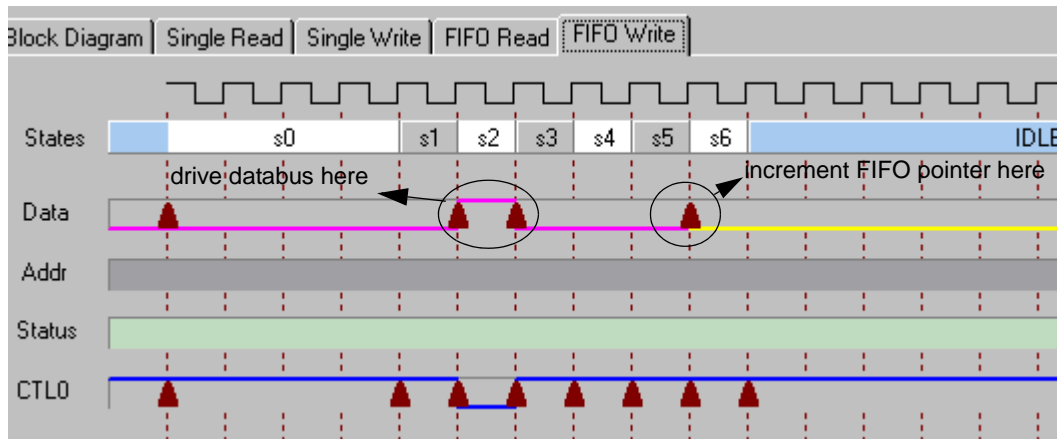 Block Diagram Single Read Single Write FIFO Read FIFO Write
States s0 s1 s2 s3 s4 s5 s6 IDLE
drive databus here increment FIFO pointer here
Data
Addr
Status
CTL0